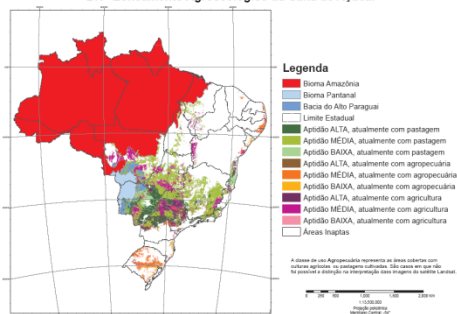 Legenda
Bioma Amazônia
Bioma Pantanal
Bacia do Alto Paraguai
Limite Estadual
Aptidão ALTA, atualmente com pastagem
Aptidão MÉDIA, atualmente com pastagem
Aptidão BAIXA, atualmente com pastagem
Aptidão ALTA, atualmente com agropecuária
Aptidão MÉDIA, atualmente com agropecuária
Aptidão BAIXA, atualmente com agropecuária
Aptidão ALTA, atualmente com agricultura
Aptidão MÉDIA, atualmente com agricultura
Aptidão BAIXA, atualmente com agricultura
Áreas Inaptas
A classe de uso Agropecuária representa as áreas cobertas com
culturas agrícolas ou pastagens cultivadas. São casos em que não
foi possível a distinção na interpretação das imagens do satélite Landsat.